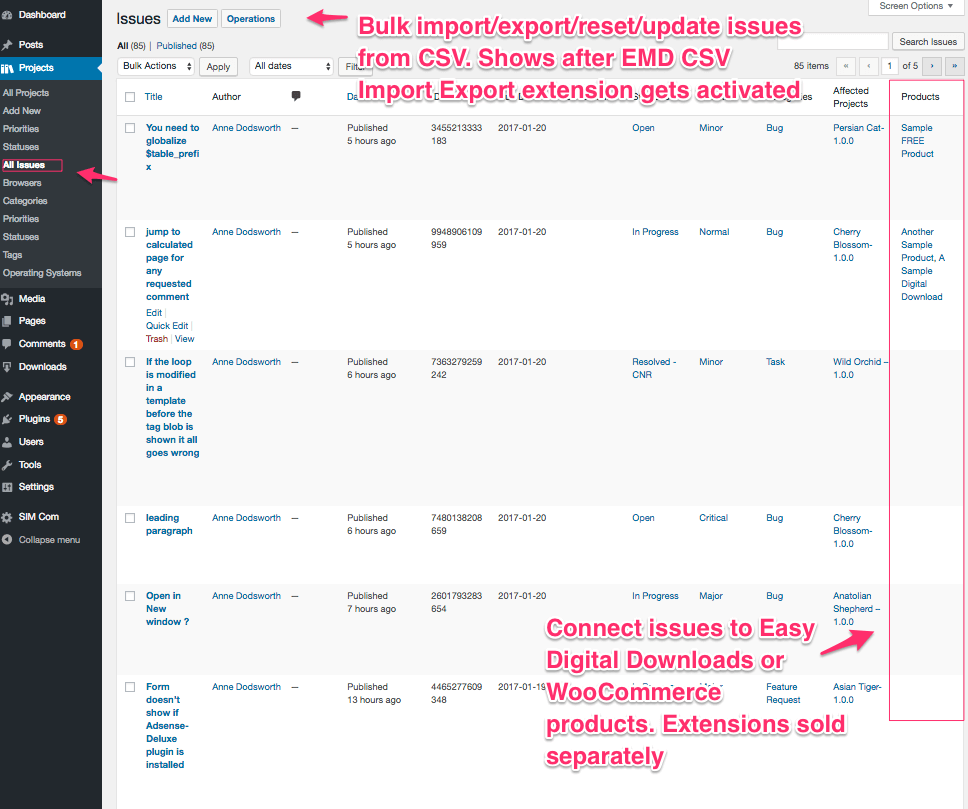 Dashboard
Posts
Projects
All Projects
Add New
Priorities
Statuses
All Issues
Browsers
Categories
Priorities
Statuses
Tags
Operating Systems
Media
Pages
Comments 1
Downloads
Appearance
Plugins 5
Users
Tools
Settings
SIM Com
Collapse menu
Screen Options
Issues Add New Operations
Bulk import/export/reset/update issues
from CSV. Shows after EMD CSV
Import Export extension gets activated
All (85) | Published (85)
Search Issues
Bulk Actions Apply All dates
85 items « ‹ 1 of 5 › »
Title Author
Affected
Projects
Products
You need to
globalize
$table_prefi
x
Anne Dodsworth
—
Published
5 hours ago
3455213333
183
2017-01-20
Open
Minor
Bug
Persian Cat-
1.0.0
Sample
FREE
Product
jump to
calculated
page for
any
requested
comment
Edit |
Quick Edit |
Trash | View
Anne Dodsworth
—
Published
5 hours ago
9948906109
959
2017-01-20
In Progress
Normal
Bug
Cherry
Blossom-
1.0.0
Another
Sample
Product, A
Sample
Digital
Download
If the loop
is modified
in a
template
before the
tag blob is
shown it all
goes wrong
Anne Dodsworth
—
Published
6 hours ago
7363279259
242
2017-01-20
Resolved -
CNR
Minor
Task
Wild Orchid –
1.0.0
leading
paragraph
Anne Dodsworth
—
Published
6 hours ago
7480138208
659
2017-01-20
Open
Critical
Bug
Cherry
Blossom-
1.0.0
Open in
New
window ?
Anne Dodsworth
—
Published
7 hours ago
2601793283
654
2017-01-20
In Progress
Major
Bug
Anatolian
Shepherd –
1.0.0
Connect issues to Easy
Digital Downloads or
WooCommerce
products. Extensions sold
separately
Form
doesn't
show if
Adsense-
Deluxe
plugin is
installed
Anne Dodsworth
—
Published
13 hours ago
4465277609
348
2017-01-19
Feature
Request
Asian Tiger-
1.0.0